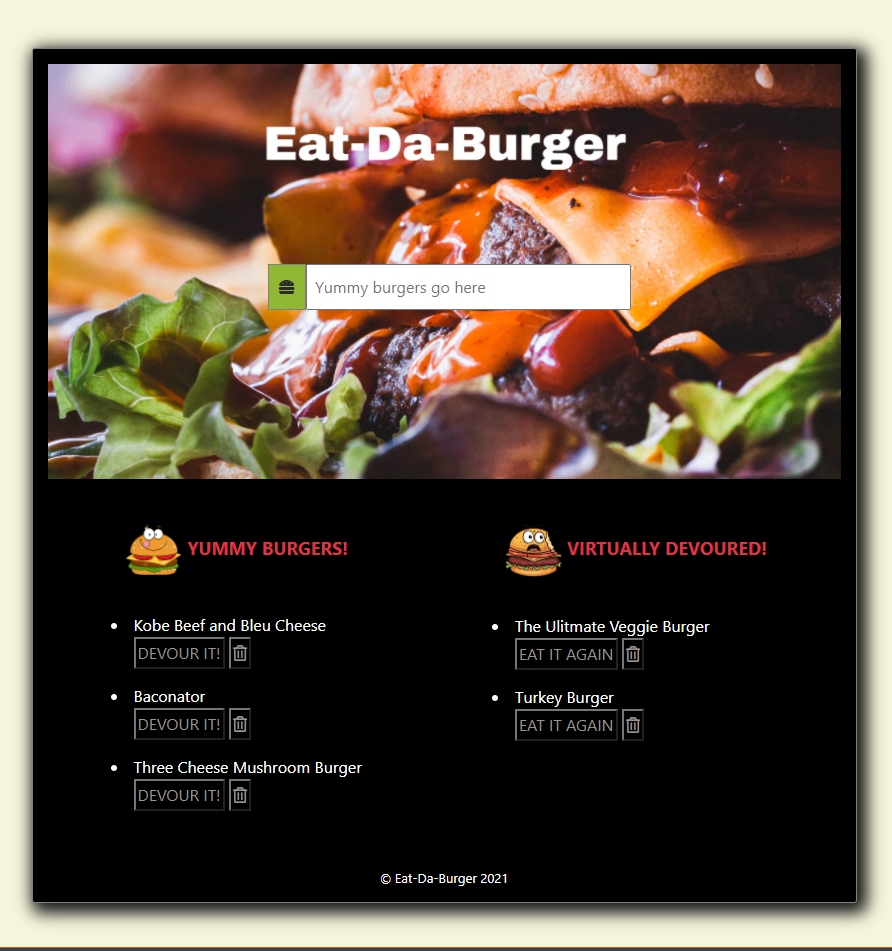 Eat-Da-Burger
Yummy burgers go here
YUMMY BURGERS!
Kobe Beef and Bleu Cheese
DEVOUR IT!
Baconator
DEVOUR IT!
Three Cheese Mushroom Burger
DEVOUR IT!
VIRTUALLY DEVOURED!
The Ulitmate Veggie Burger
EAT IT AGAIN
Turkey Burger
EAT IT AGAIN
© Eat-Da-Burger 2021